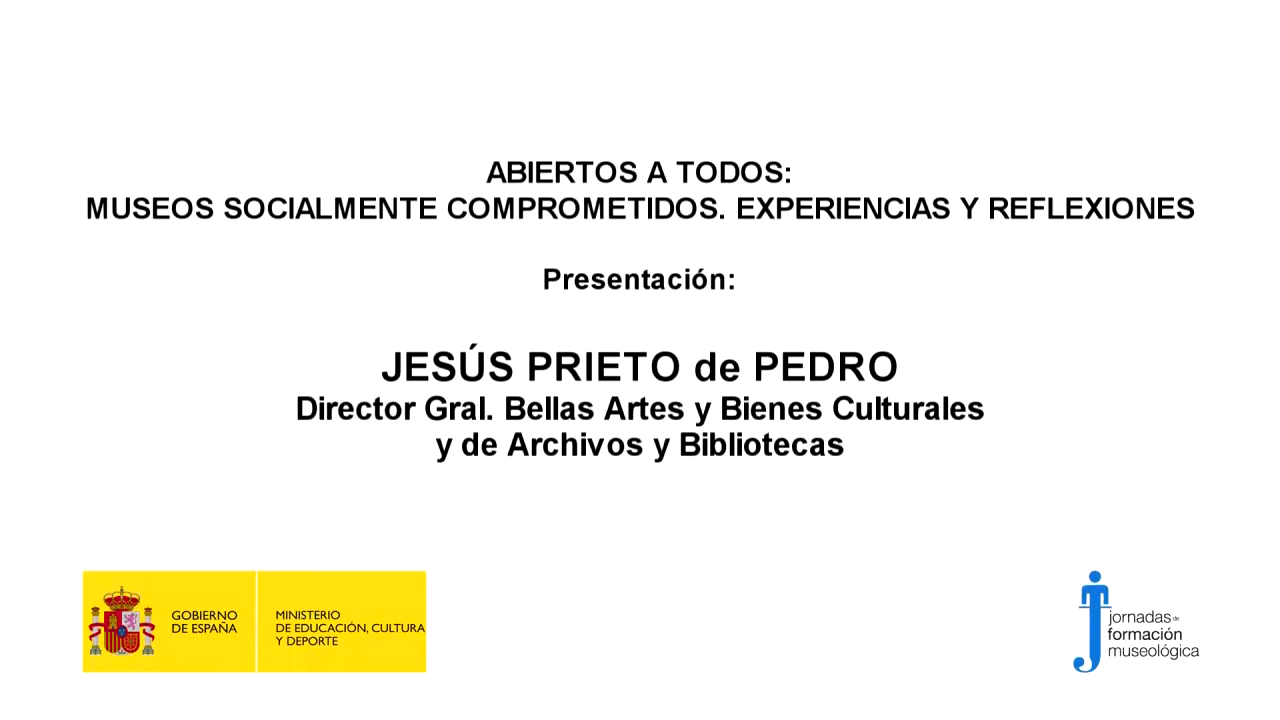 ABIERTOS A TODOS:
MUSEOS SOCIALMENTE COMPROMETIDOS. EXPERIENCIAS Y REFLEXIONES
Presentación:
JESÚS PRIETO de PEDRO
Director Gral. Bellas Artes y Bienes Culturales
y de Archivos y Bibliotecas
GOBIERNO
DE ESPAÑA
MINISTERIO
DE EDUCACIÓN, CULTURA
Y DEPORTE
jornadas de
formación
museológica